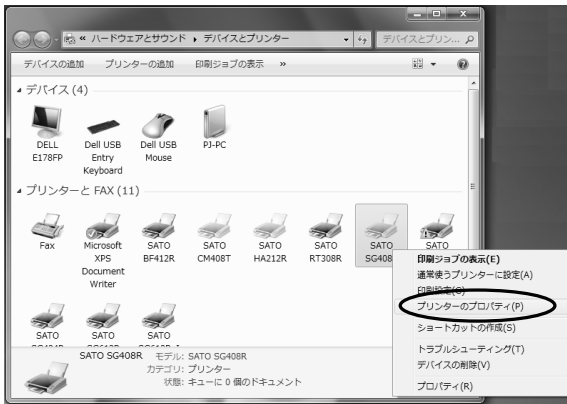 « ハードウェアとサウンド ▸ デバイスとプリンター
デバイスとプリン...
デバイスの追加 プリンターの追加 印刷ジョブの表示 »
デバイス (4)
DELL E178FP
Dell USB Entry Keyboard
Dell USB Mouse
PJ-PC
プリンターと FAX (11)
Fax
Microsoft XPS Document Writer
SATO BF412R
SATO CM408T
SATO HA212R
SATO RT308R
SATO SG408
SATO
印刷ジョブの表示(E)
通常使うプリンターに設定(A)
印刷設定(G)
プリンターのプロパティ(P)
ショートカットの作成(S)
トラブルシューティング(T)
デバイスの削除(V)
プロパティ(R)
SATO
SATO
SATO
SATO SG408R モデル: SATO SG408R
カテゴリ: プリンター
状態: キューに 0 個のドキュメント